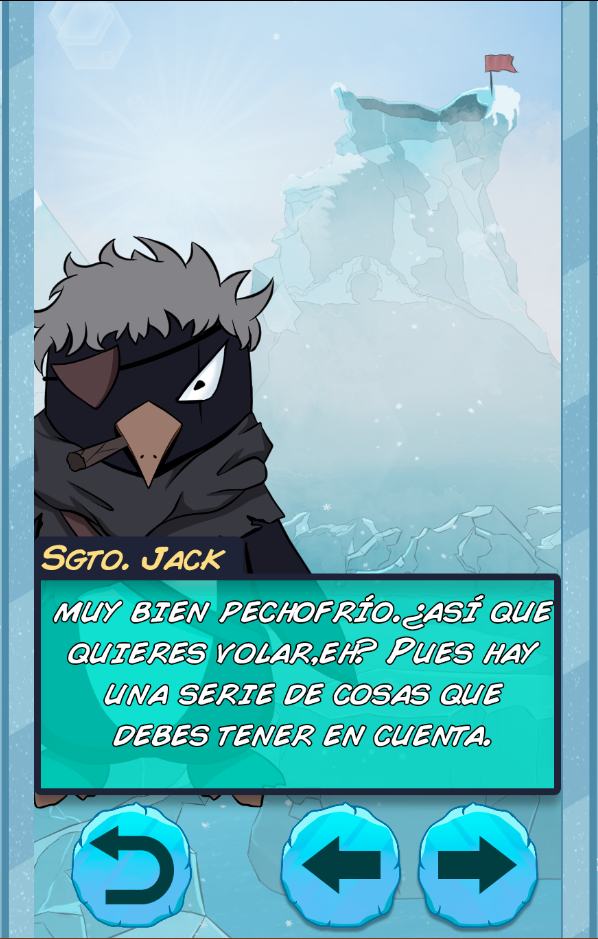 Sgto. Jack
Muy bien pechofrío.¿Así que
quieres volar,eh? Pues hay
una serie de cosas que
debes tener en cuenta.